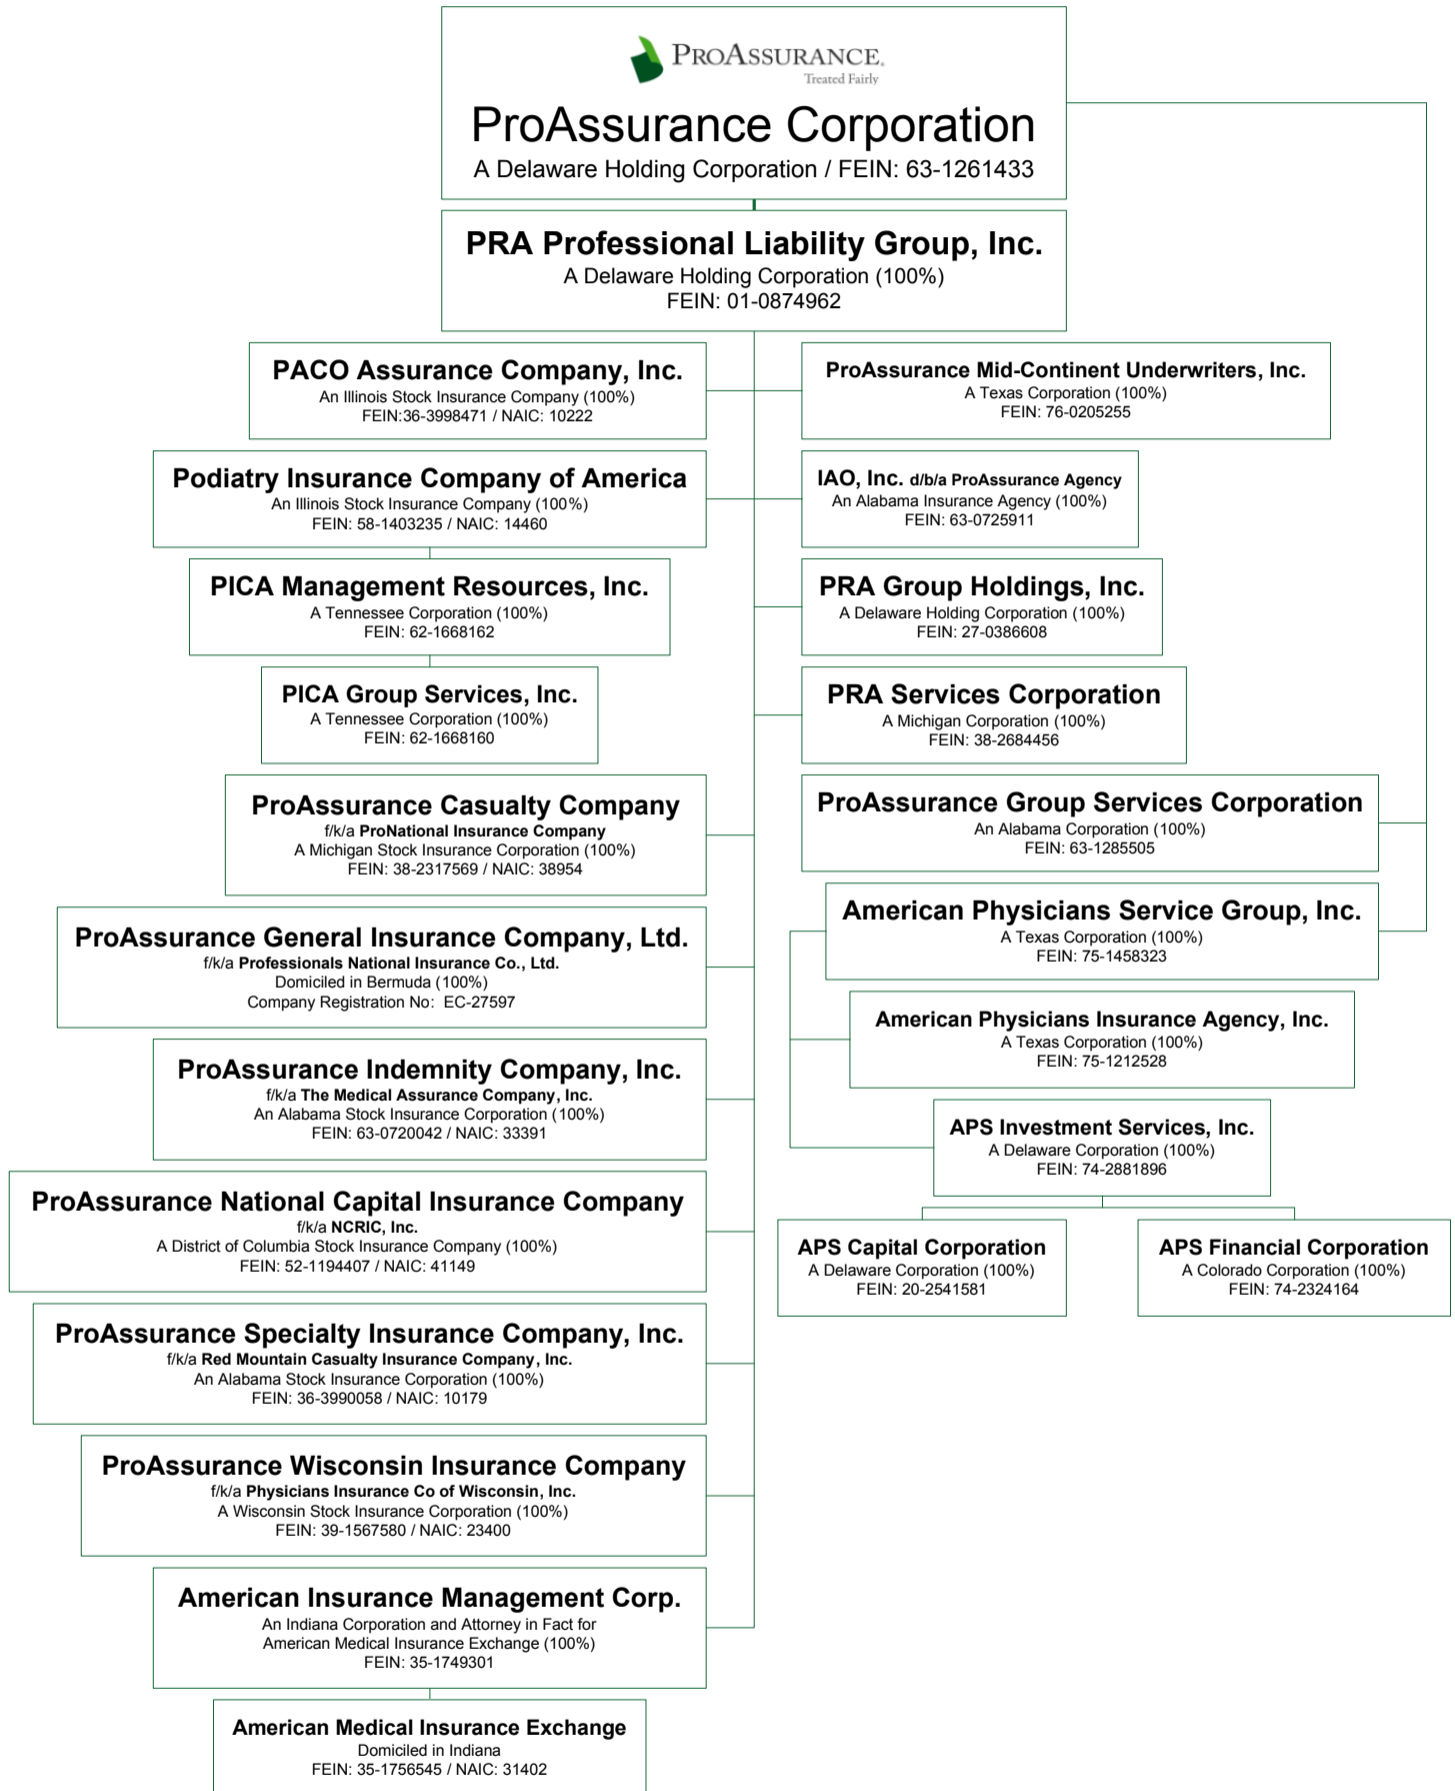 PROASSURANCE®
Treated Fairly
ProAssurance Corporation
A Delaware Holding Corporation / FEIN: 63-1261433
PRA Professional Liability Group, Inc.
A Delaware Holding Corporation (100%)
FEIN: 01-0874962
PACO Assurance Company, Inc.
An Illinois Stock Insurance Company (100%)
FEIN:36-3998471 / NAIC: 10222
Podiatry Insurance Company of America
An Illinois Stock Insurance Company (100%)
FEIN: 58-1403235 / NAIC: 14460
PICA Management Resources, Inc.
A Tennessee Corporation (100%)
FEIN: 62-1668162
PICA Group Services, Inc.
A Tennessee Corporation (100%)
FEIN: 62-1668160
ProAssurance Casualty Company
f/k/a ProNational Insurance Company
A Michigan Stock Insurance Corporation (100%)
FEIN: 38-2317569 / NAIC: 38954
ProAssurance General Insurance Company, Ltd.
f/k/a Professionals National Insurance Co., Ltd.
Domiciled in Bermuda (100%)
Company Registration No: EC-27597
ProAssurance Indemnity Company, Inc.
f/k/a The Medical Assurance Company, Inc.
An Alabama Stock Insurance Corporation (100%)
FEIN: 63-0720042 / NAIC: 33391
ProAssurance National Capital Insurance Company
f/k/a NCRIC, Inc.
A District of Columbia Stock Insurance Company (100%)
FEIN: 52-1194407 / NAIC: 41149
ProAssurance Specialty Insurance Company, Inc.
f/k/a Red Mountain Casualty Insurance Company, Inc.
An Alabama Stock Insurance Corporation (100%)
FEIN: 36-3990058 / NAIC: 10179
ProAssurance Wisconsin Insurance Company
f/k/a Physicians Insurance Co of Wisconsin, Inc.
A Wisconsin Stock Insurance Corporation (100%)
FEIN: 39-1567580 / NAIC: 23400
American Insurance Management Corp.
An Indiana Corporation and Attorney in Fact for
American Medical Insurance Exchange (100%)
FEIN: 35-1749301
American Medical Insurance Exchange
Domiciled in Indiana
FEIN: 35-1756545 / NAIC: 31402
ProAssurance Mid-Continent Underwriters, Inc.
A Texas Corporation (100%)
FEIN: 76-0205255
IAO, Inc. d/b/a ProAssurance Agency
An Alabama Insurance Agency (100%)
FEIN: 63-0725911
PRA Group Holdings, Inc.
A Delaware Holding Corporation (100%)
FEIN: 27-0386608
PRA Services Corporation
A Michigan Corporation (100%)
FEIN: 38-2684456
ProAssurance Group Services Corporation
An Alabama Corporation (100%)
FEIN: 63-1285505
American Physicians Service Group, Inc.
A Texas Corporation (100%)
FEIN: 75-1458323
American Physicians Insurance Agency, Inc.
A Texas Corporation (100%)
FEIN: 75-1212528
APS Investment Services, Inc.
A Delaware Corporation (100%)
FEIN: 74-2881896
APS Capital Corporation
A Delaware Corporation (100%)
FEIN: 20-2541581
APS Financial Corporation
A Colorado Corporation (100%)
FEIN: 74-2324164